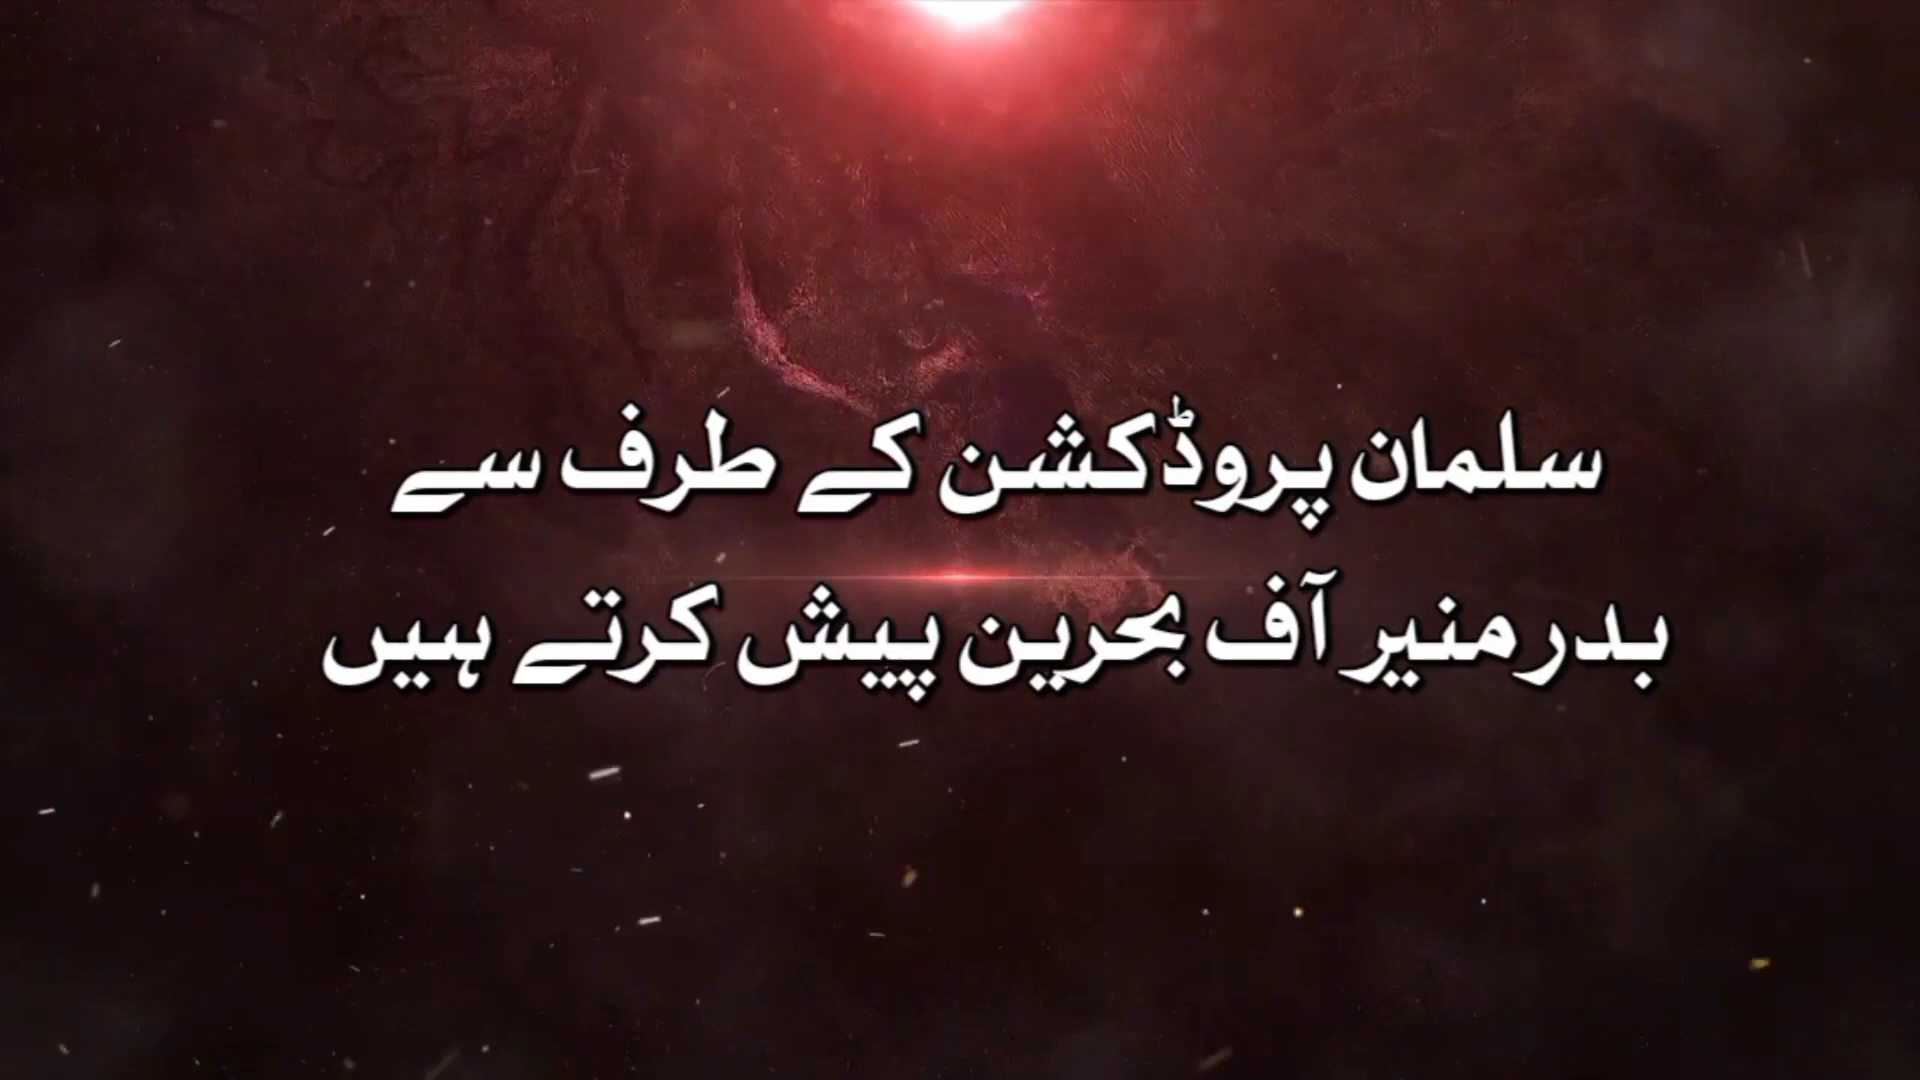 سلمان پروڈکشن کے طرف سے
بدر منیر آف بحرین پیش کرتے ہیں